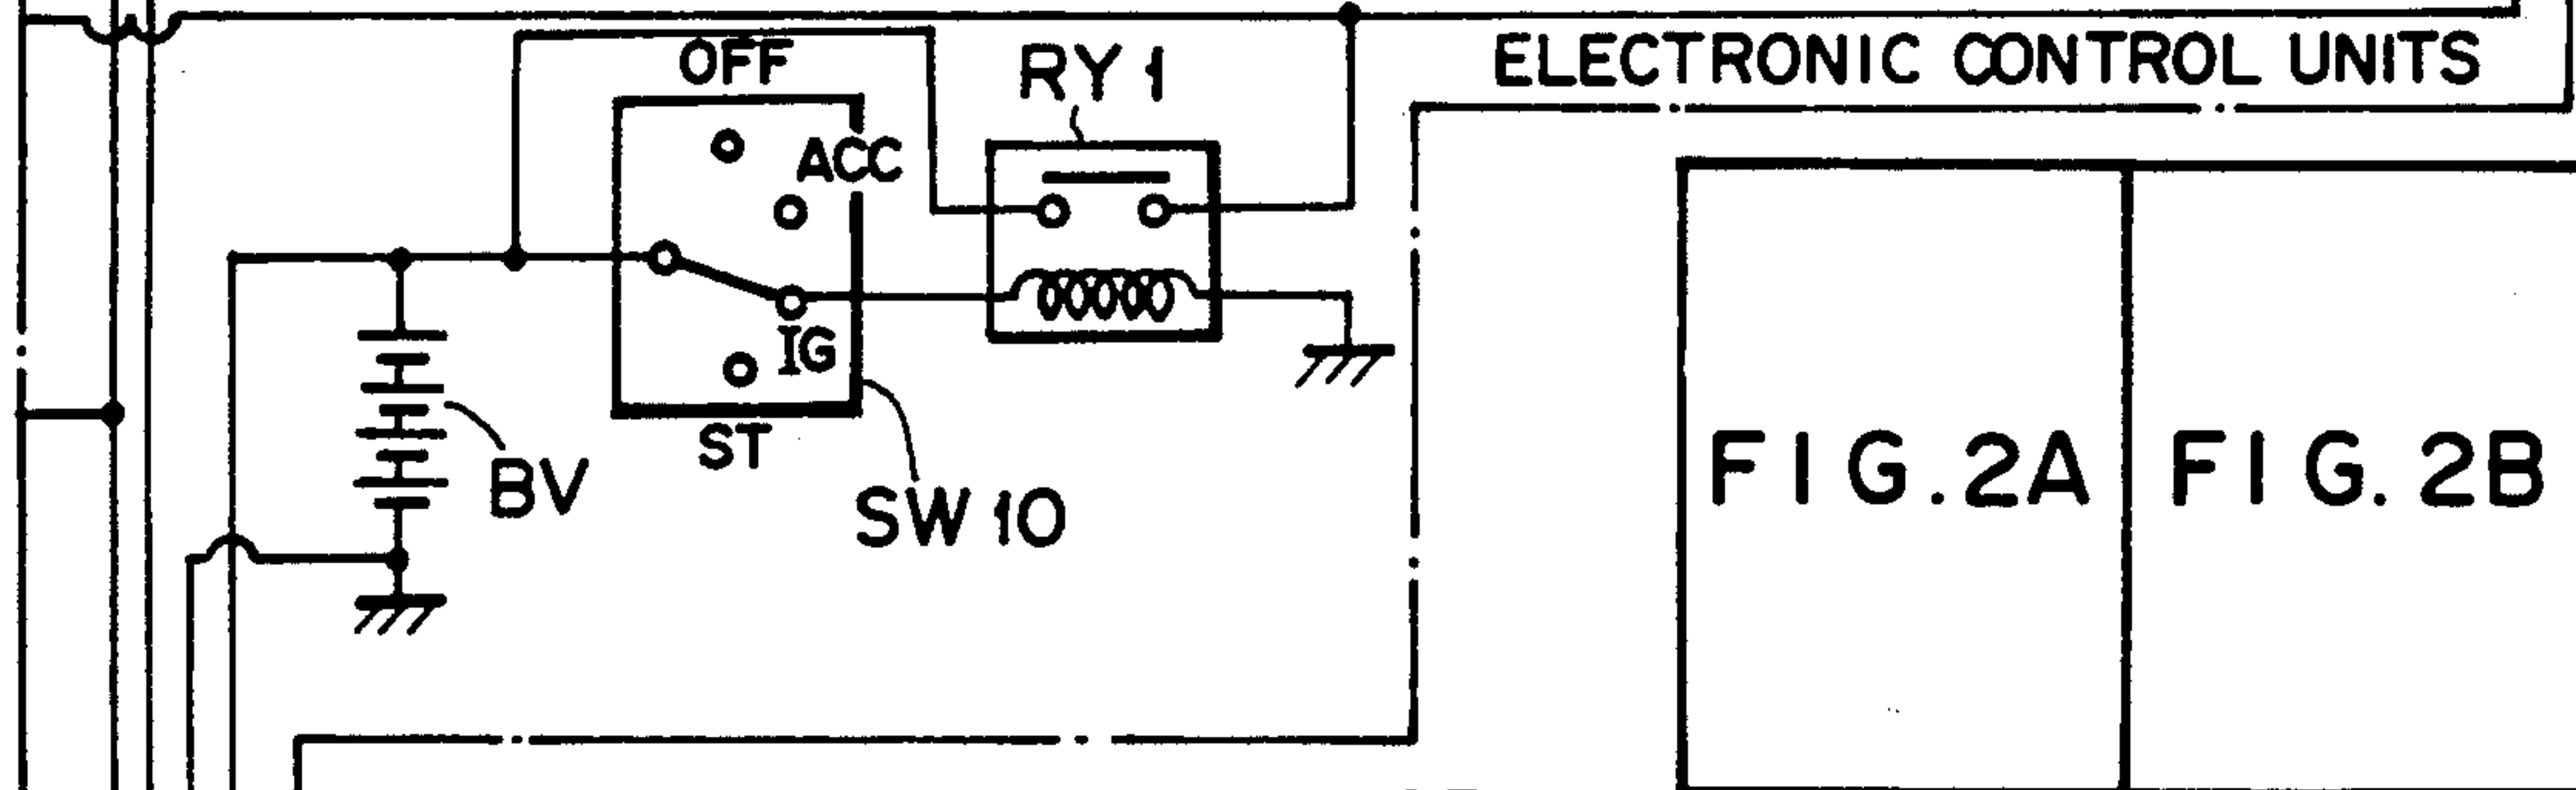 ELECTRONIC CONTROL UNITS
OFF
RY 1
ACC
IG
ST
BV
SW 10
FIG.2A
FIG.2B